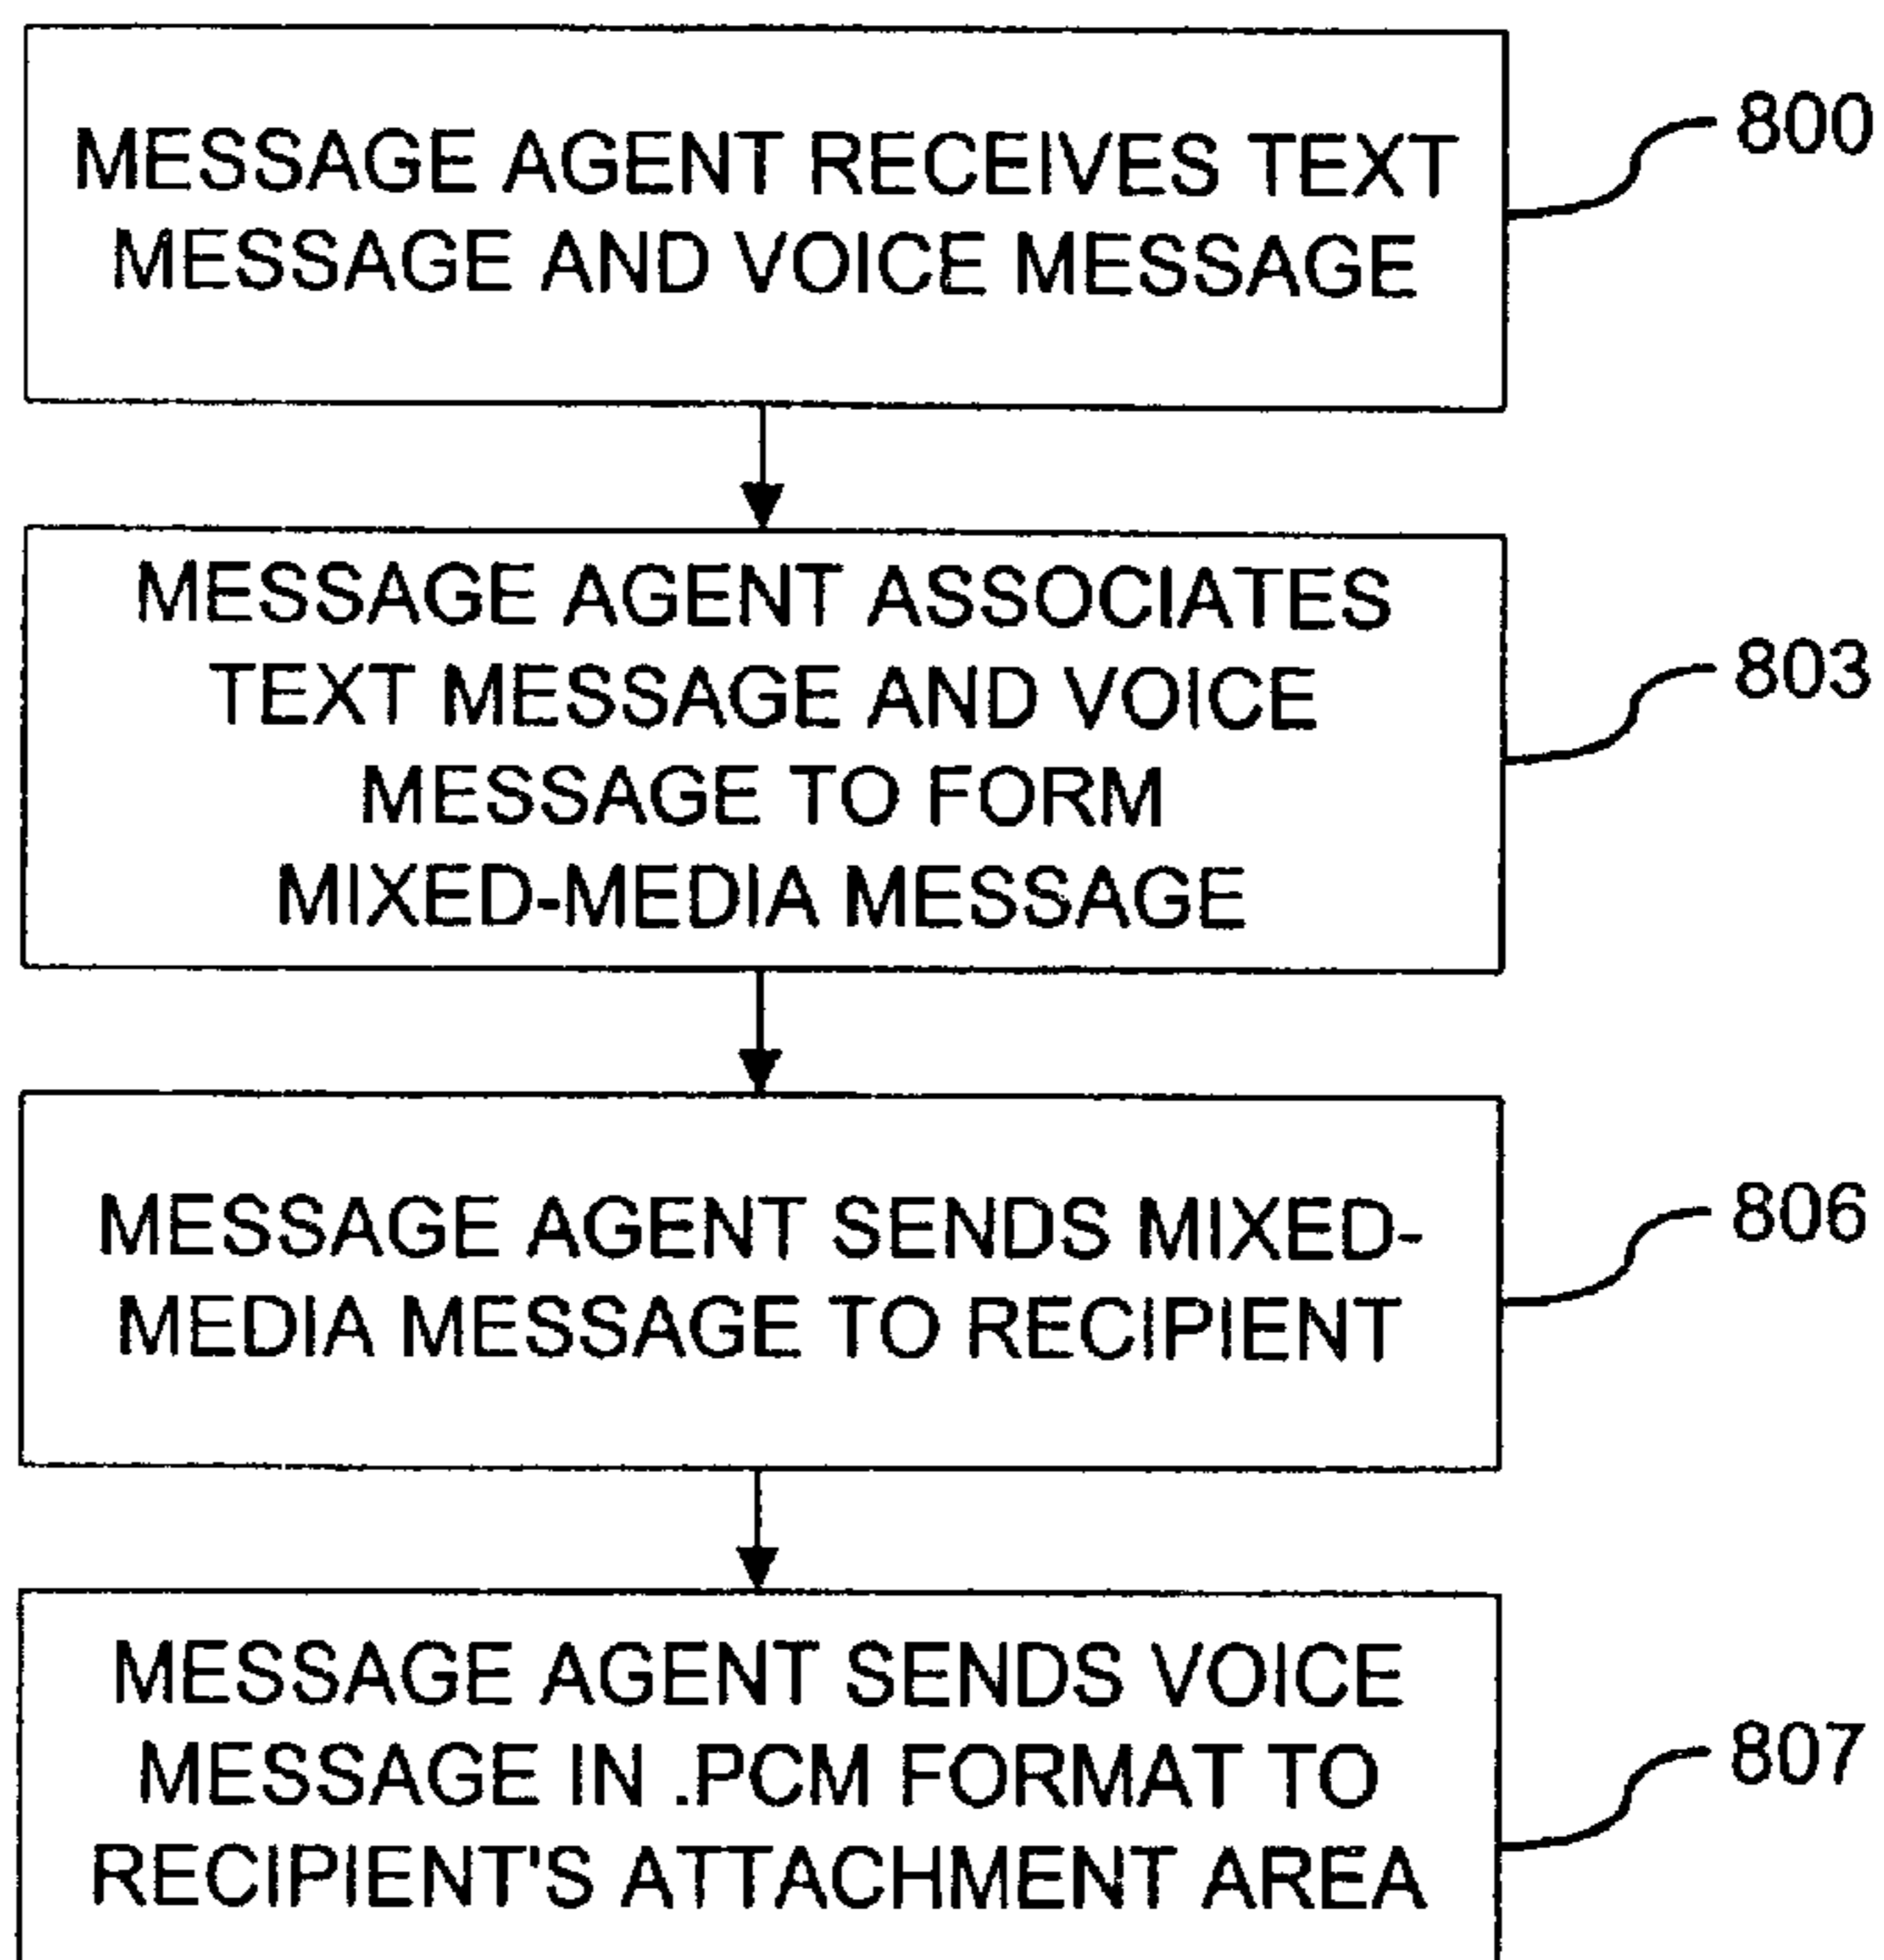 MESSAGE AGENT RECEIVES TEXT
MESSAGE AND VOICE MESSAGE
800
MESSAGE AGENT ASSOCIATES
TEXT MESSAGE AND VOICE
MESSAGE TO FORM
MIXED-MEDIA MESSAGE
803
MESSAGE AGENT SENDS MIXED-
MEDIA MESSAGE TO RECIPIENT
806
MESSAGE AGENT SENDS VOICE
MESSAGE IN .PCM FORMAT TO
RECIPIENT'S ATTACHMENT AREA
807